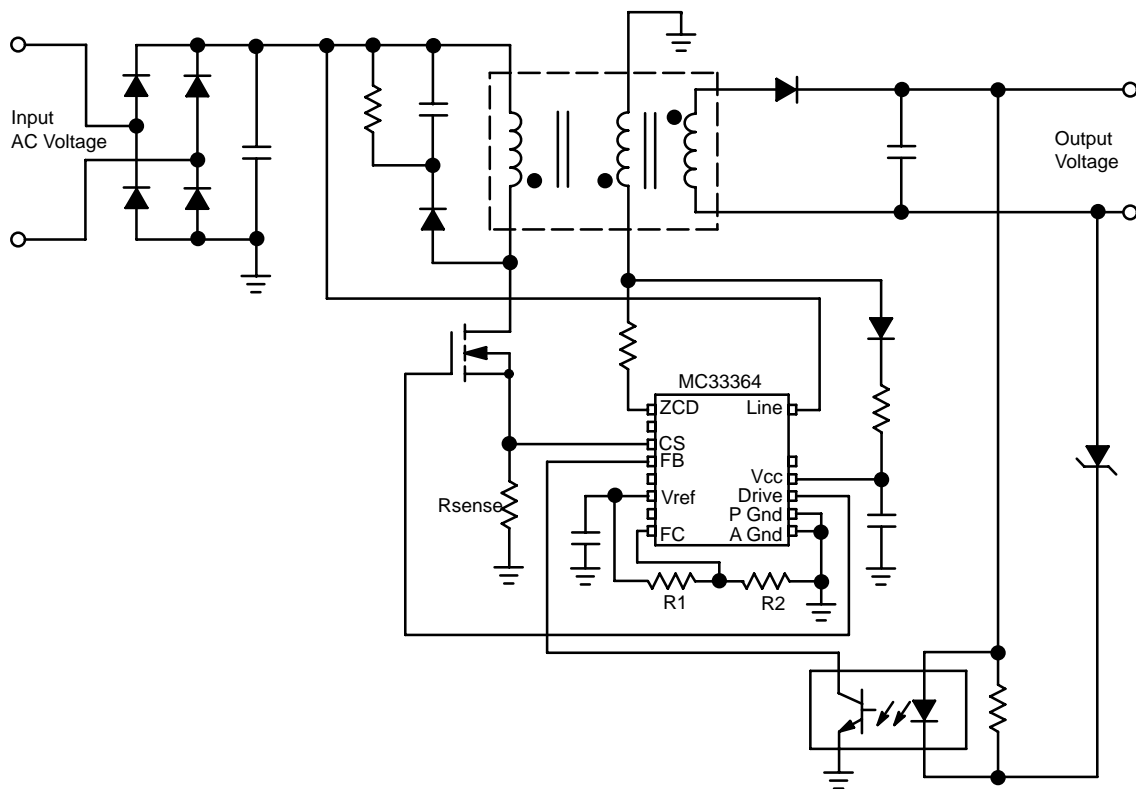 Input
AC Voltage
Output
Voltage
MC33364
ZCD
Line
CS
FB
Vcc
Rsense
Vref
Drive
P Gnd
FC
A Gnd
R1
R2